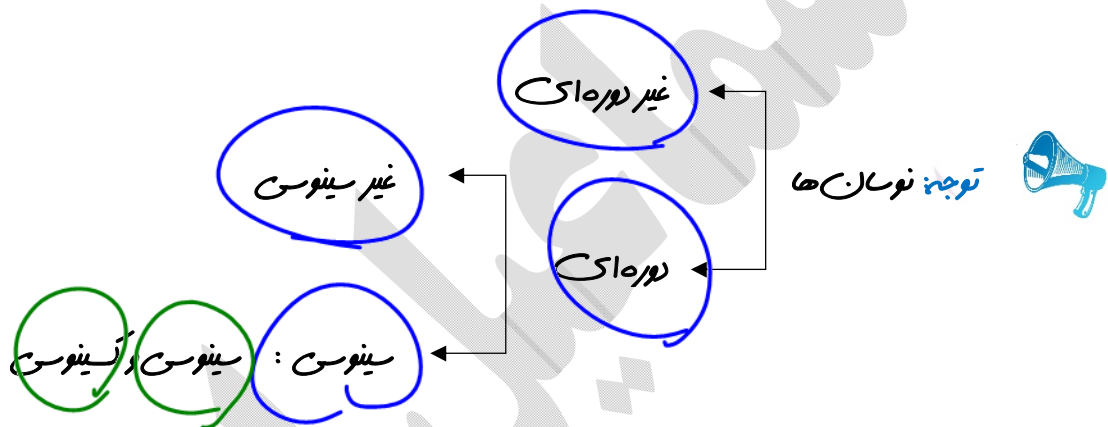 غیر دوره‌ای
توجه: نوسان‌ها
غیر سینوسی
دوره‌ای
سینوسی : سینوسی و کسینوسی